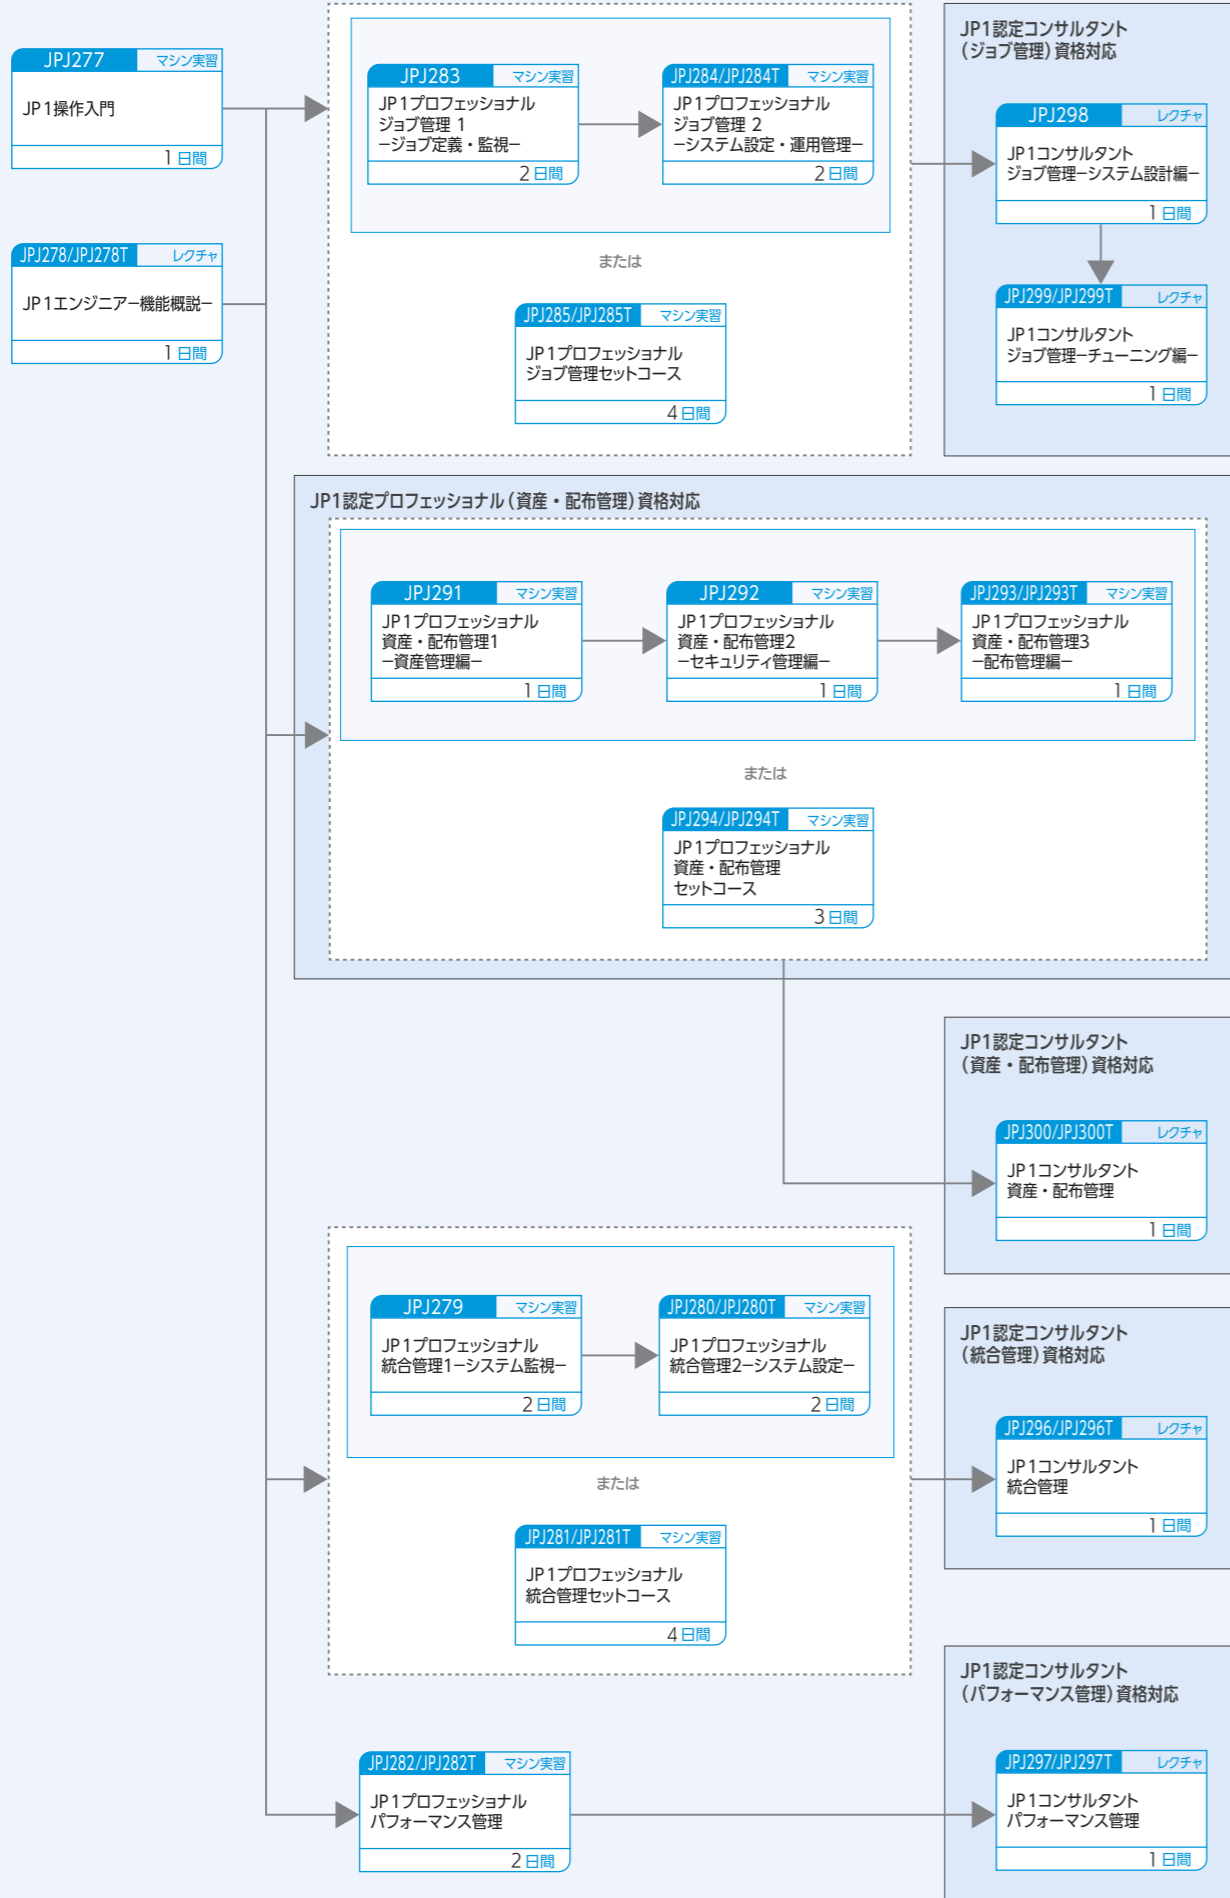 JPJ277 マシン実習
JP1操作入門
1日間
JPJ278/JPJ278T レクチャ
JP1エンジニアー機能概説ー
1日間
JPJ283 マシン実習
JP1プロフェッショナル
ジョブ管理 1
ージョブ定義・監視ー
2日間
JPJ284/JPJ284T マシン実習
JP1プロフェッショナル
ジョブ管理 2
ーシステム設定・運用管理ー
2日間
または
JPJ285/JPJ285T マシン実習
JP1プロフェッショナル
ジョブ管理セットコース
4日間
JP1認定コンサルタント
(ジョブ管理)資格対応
JPJ298 レクチャ
JP1コンサルタント
ジョブ管理ーシステム設計編ー
1日間
JPJ299/JPJ299T レクチャ
JP1コンサルタント
ジョブ管理ーチューニング編ー
1日間
JP1認定プロフェッショナル(資産・配布管理)資格対応
JPJ291 マシン実習
JP1プロフェッショナル
資産・配布管理1
ー資産管理編ー
1日間
JPJ292 マシン実習
JP1プロフェッショナル
資産・配布管理2
ーセキュリティ管理編ー
1日間
JPJ293/JPJ293T マシン実習
JP1プロフェッショナル
資産・配布管理3
ー配布管理編ー
1日間
または
JPJ294/JPJ294T マシン実習
JP1プロフェッショナル
資産・配布管理
セットコース
3日間
JP1認定コンサルタント
(資産・配布管理)資格対応
JPJ300/JPJ300T レクチャ
JP1コンサルタント
資産・配布管理
1日間
JPJ279 マシン実習
JP1プロフェッショナル
統合管理1ーシステム監視ー
2日間
JPJ280/JPJ280T マシン実習
JP1プロフェッショナル
統合管理2ーシステム設定ー
2日間
または
JPJ281/JPJ281T マシン実習
JP1プロフェッショナル
統合管理セットコース
4日間
JP1認定コンサルタント
(統合管理)資格対応
JPJ296/JPJ296T レクチャ
JP1コンサルタント
統合管理
1日間
JPJ282/JPJ282T マシン実習
JP1プロフェッショナル
パフォーマンス管理
2日間
JP1認定コンサルタント
(パフォーマンス管理)資格対応
JPJ297/JPJ297T レクチャ
JP1コンサルタント
パフォーマンス管理
1日間